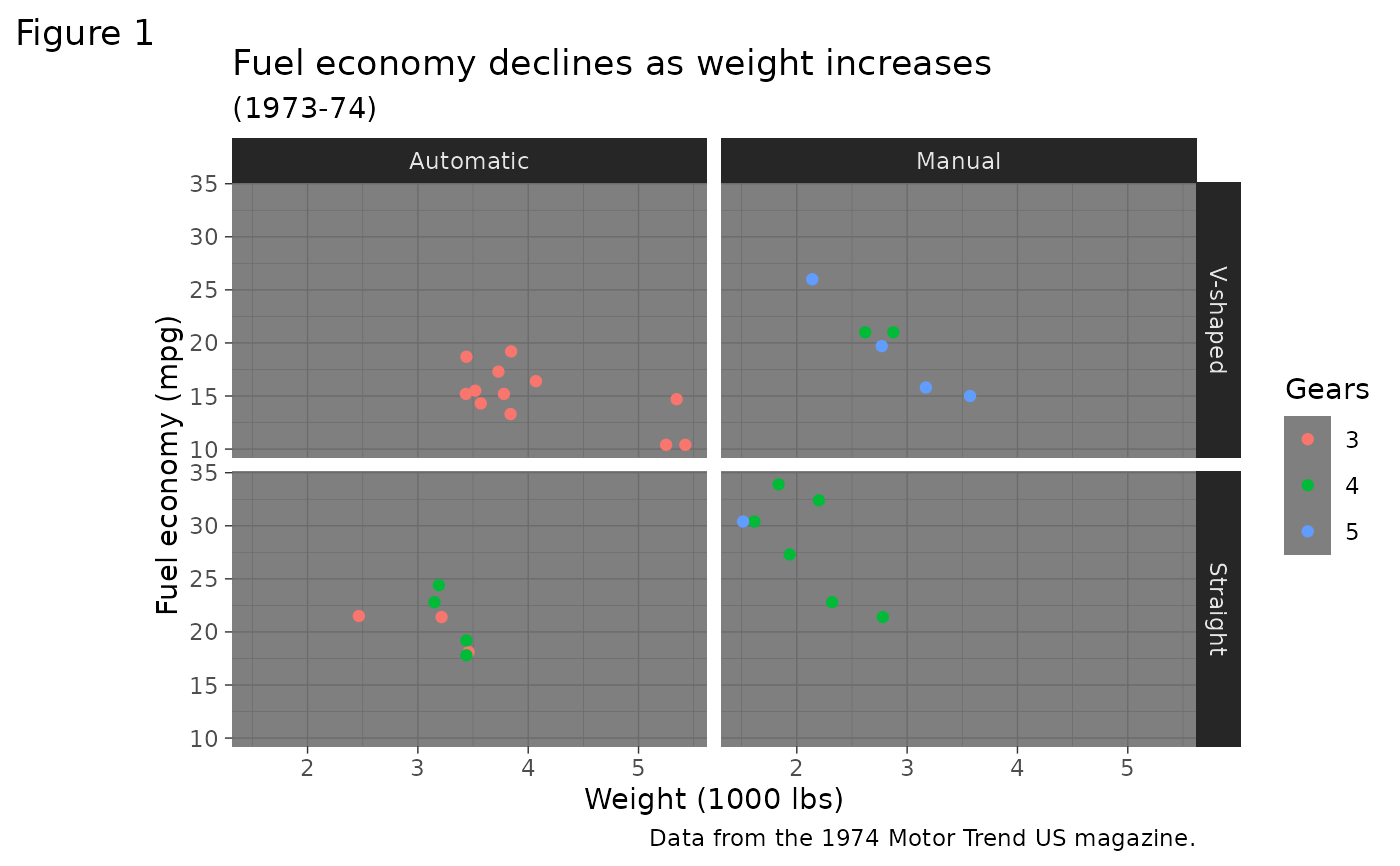 Figure 1
Fuel economy declines as weight increases
(1973-74)
Automatic
Manual
35
30
25
20
15
10
V-shaped
35
30
25
20
15
10
Straight
Fuel economy (mpg)
2 3 4 5
2 3 4 5
Weight (1000 lbs)
Gears
3
4
5
Data from the 1974 Motor Trend US magazine.